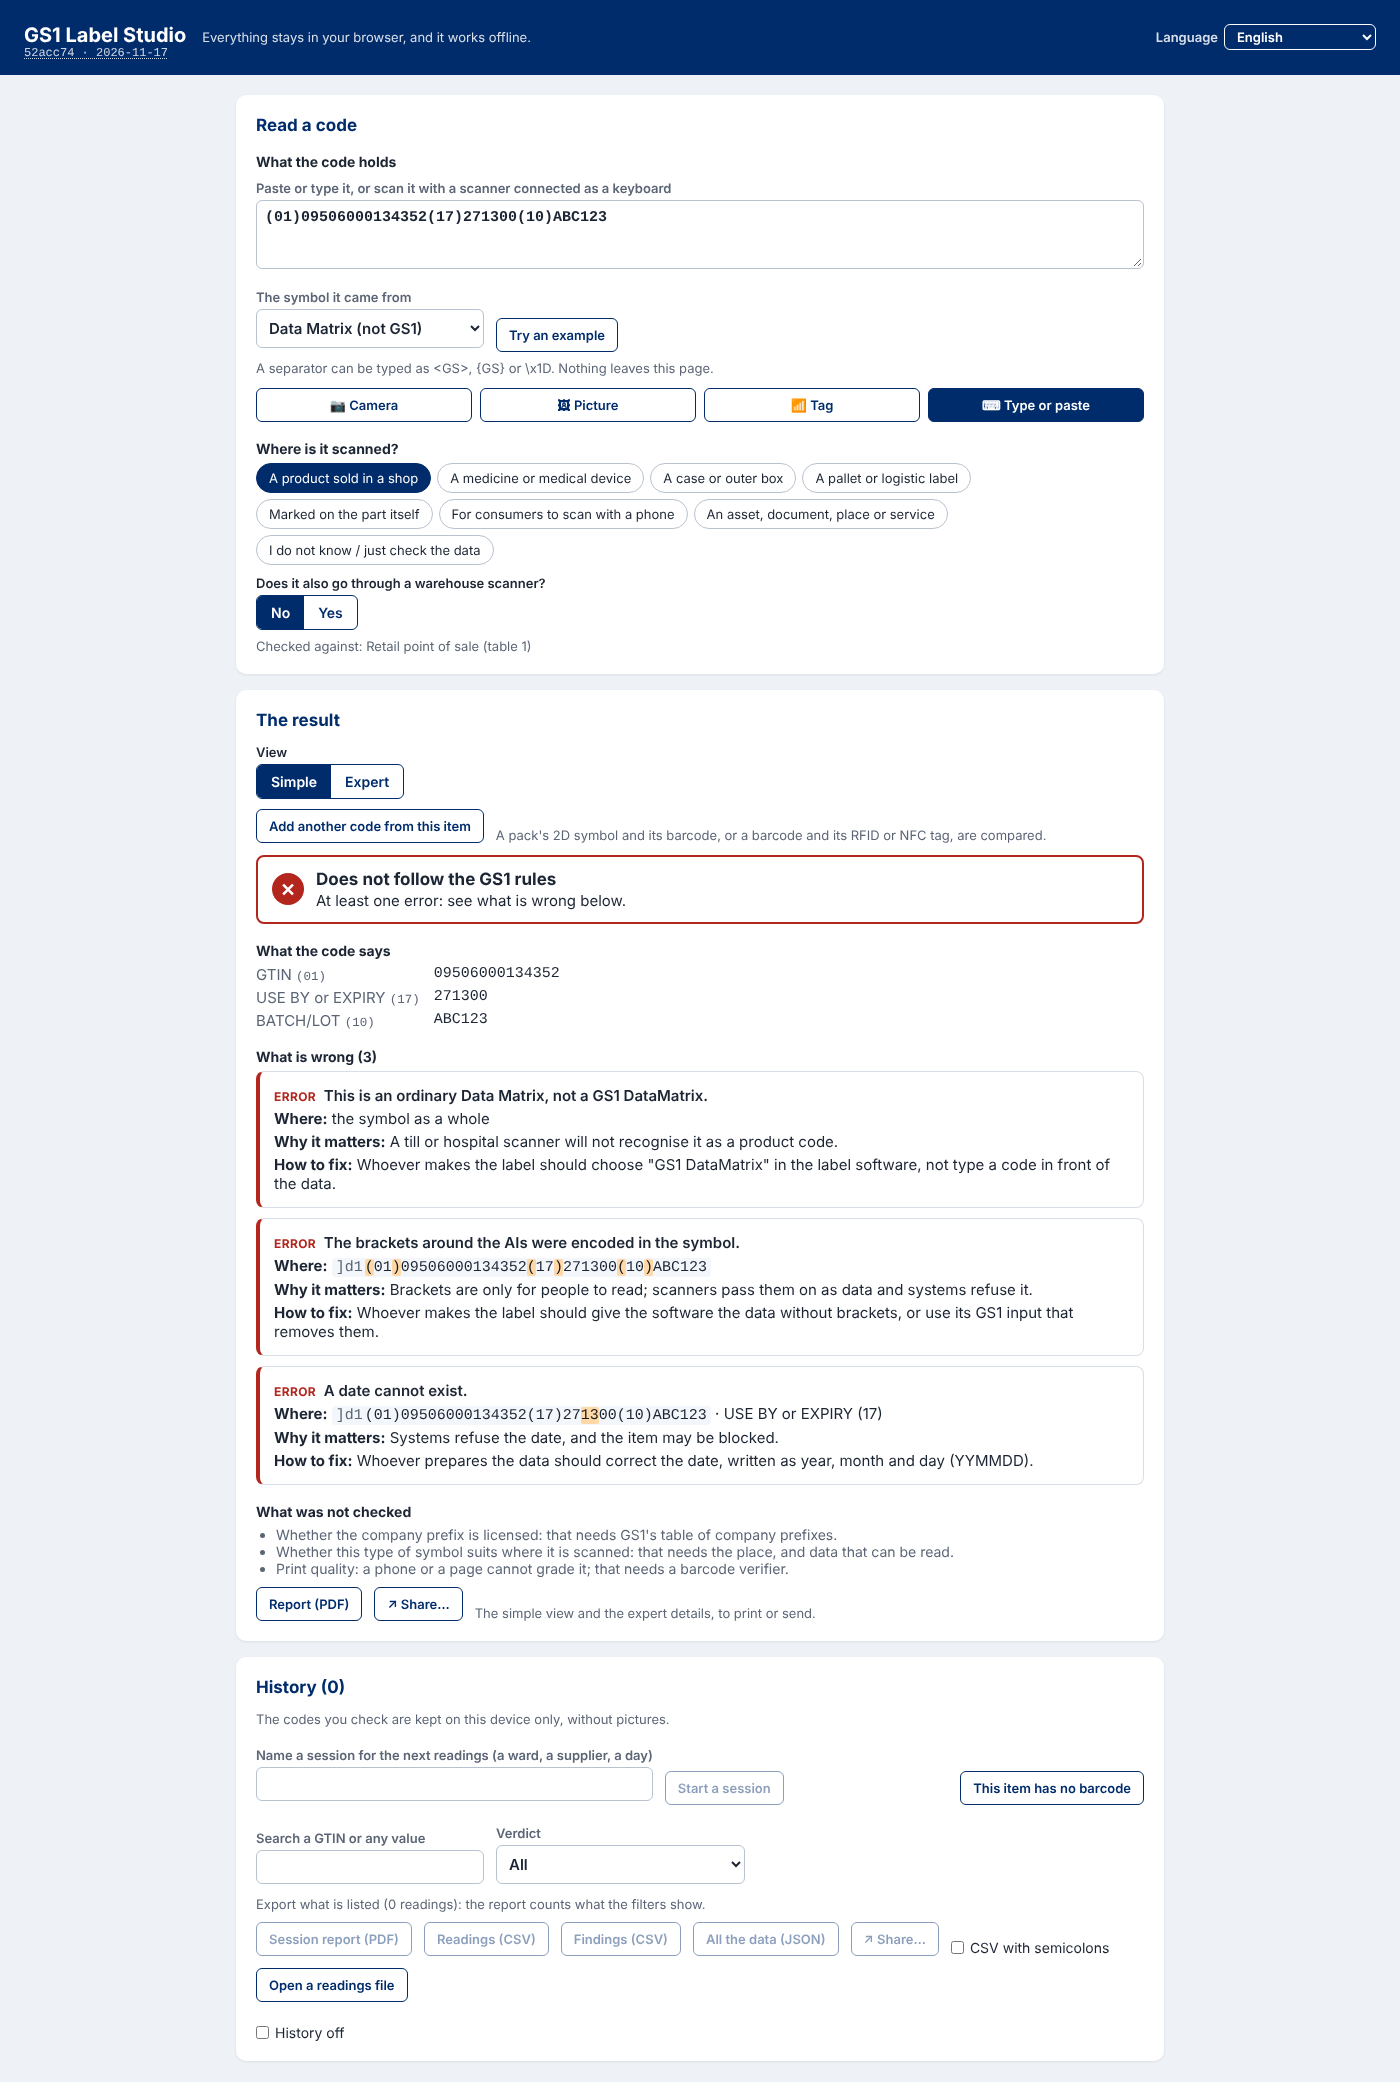 GS1 Label Studio
52acc74 · 2026-11-17
Everything stays in your browser, and it works offline.
Language
English
Read a code
What the code holds
Paste or type it, or scan it with a scanner connected as a keyboard
(01)09506000134352(17)271300(10)ABC123
The symbol it came from
Data Matrix (not GS1)
Try an example
A separator can be typed as <GS>, {GS} or \x1D. Nothing leaves this page.
📷 Camera
🖼 Picture
📶 Tag
⌨ Type or paste
Where is it scanned?
A product sold in a shop
A medicine or medical device
A case or outer box
A pallet or logistic label
Marked on the part itself
For consumers to scan with a phone
An asset, document, place or service
I do not know / just check the data
Does it also go through a warehouse scanner?
No
Yes
Checked against: Retail point of sale (table 1)
The result
View
Simple
Expert
Add another code from this item
A pack's 2D symbol and its barcode, or a barcode and its RFID or NFC tag, are compared.
Does not follow the GS1 rules
At least one error: see what is wrong below.
What the code says
GTIN (01) 09506000134352
USE BY or EXPIRY (17) 271300
BATCH/LOT (10) ABC123
What is wrong (3)
ERROR This is an ordinary Data Matrix, not a GS1 DataMatrix.
Where: the symbol as a whole
Why it matters: A till or hospital scanner will not recognise it as a product code.
How to fix: Whoever makes the label should choose "GS1 DataMatrix" in the label software, not type a code in front of
the data.
ERROR The brackets around the AIs were encoded in the symbol.
Where: ]d1(01)09506000134352(17)271300(10)ABC123
Why it matters: Brackets are only for people to read; scanners pass them on as data and systems refuse it.
How to fix: Whoever makes the label should give the software the data without brackets, or use its GS1 input that
removes them.
ERROR A date cannot exist.
Where: ]d1(01)09506000134352(17)271300(10)ABC123 · USE BY or EXPIRY (17)
Why it matters: Systems refuse the date, and the item may be blocked.
How to fix: Whoever prepares the data should correct the date, written as year, month and day (YYMMDD).
What was not checked
• Whether the company prefix is licensed: that needs GS1's table of company prefixes.
• Whether this type of symbol suits where it is scanned: that needs the place, and data that can be read.
• Print quality: a phone or a page cannot grade it; that needs a barcode verifier.
Report (PDF)
↗ Share...
The simple view and the expert details, to print or send.
History (0)
The codes you check are kept on this device only, without pictures.
Name a session for the next readings (a ward, a supplier, a day)
Start a session
This item has no barcode
Search a GTIN or any value
Verdict
All
Export what is listed (0 readings): the report counts what the filters show.
Session report (PDF)
Readings (CSV)
Findings (CSV)
All the data (JSON)
↗ Share...
CSV with semicolons
Open a readings file
History off